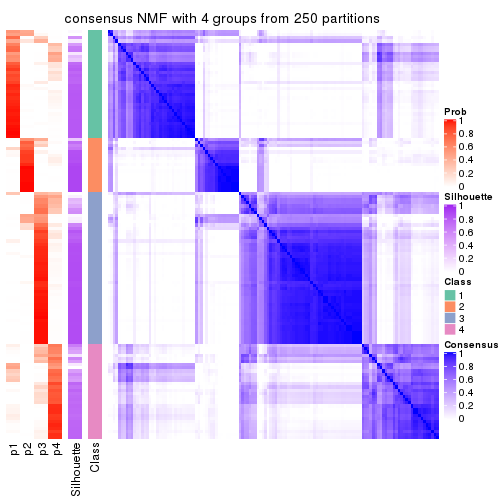 consensus NMF with 4 groups from 250 partitions
Prob
1
0.8
0.6
0.4
0.2
0
Silhouette
1
0.8
0.6
0.4
0.2
0
Class
1
2
3
4
Consensus
1
0.8
0.6
0.4
0.2
0
p1
p2
p3
p4
Silhouette
Class